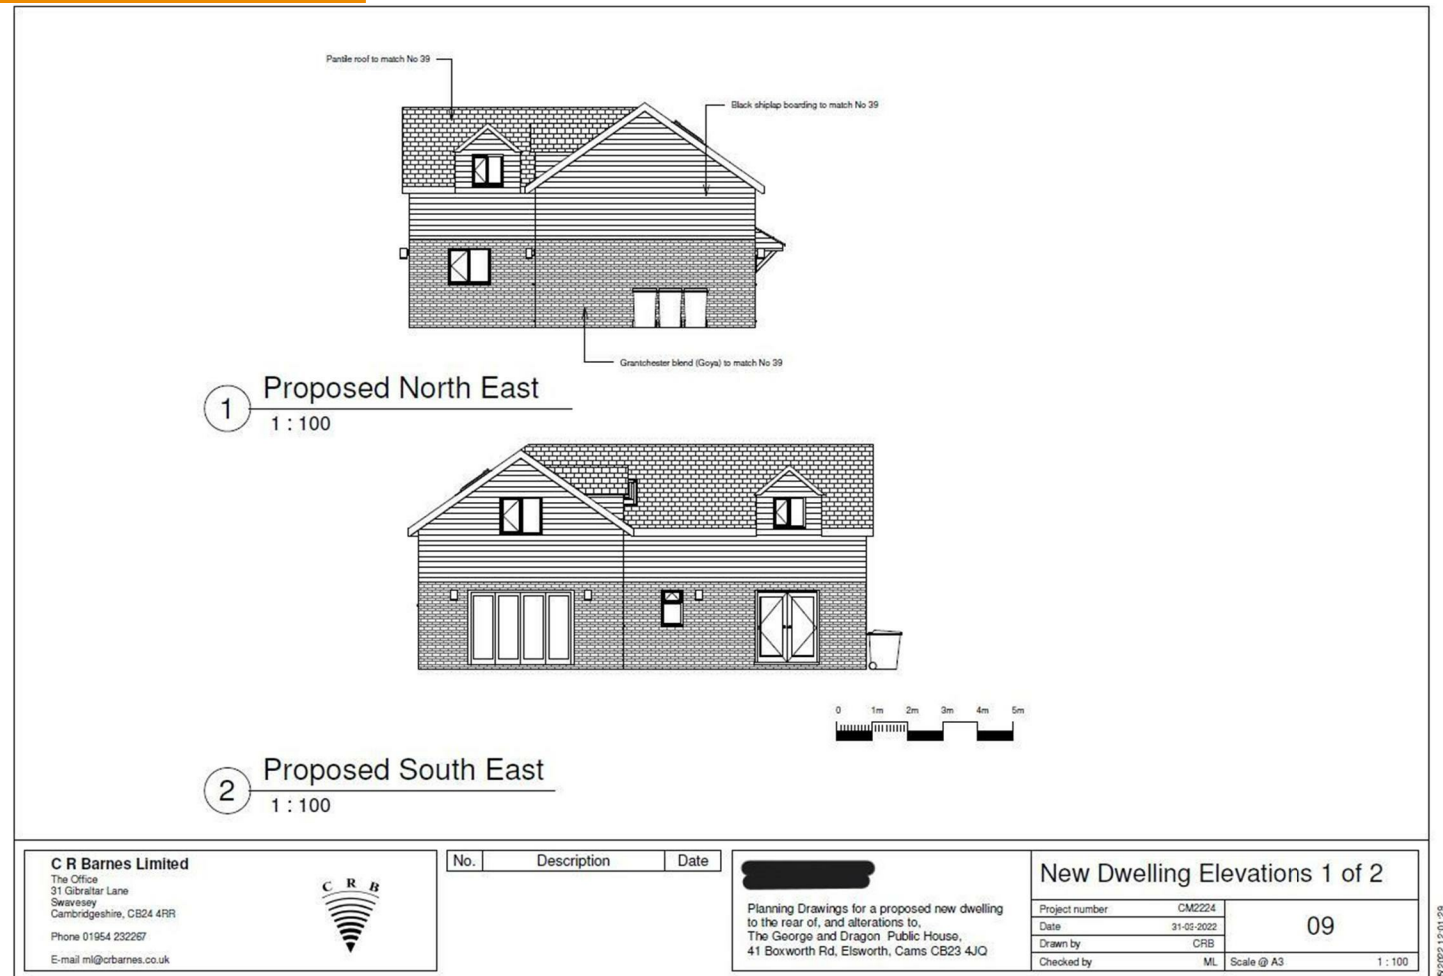 Pantile roof to match No 39
Black shiplap boarding to match No 39
Grantchester blend (Goya) to match No 39
1
Proposed North East
1 : 100
0 1m 2m 3m 4m 5m
2
Proposed South East
1 : 100
C R Barnes Limited
The Office
31 Gibraltar Lane
Swavesey
Cambridgeshire, CB24 4RR
Phone 01954 232267
E-mail ml@crbarnes.co.uk
C R B
No. Description Date
Planning Drawings for a proposed new dwelling
to the rear of, and alterations to,
The George and Dragon Public House,
41 Boxworth Rd, Elsworth, Cams CB23 4JQ
New Dwelling Elevations 1 of 2
Project number CM2224
Date 31-03-2022
Drawn by CRB
Checked by ML
09
Scale @ A3 1 : 100